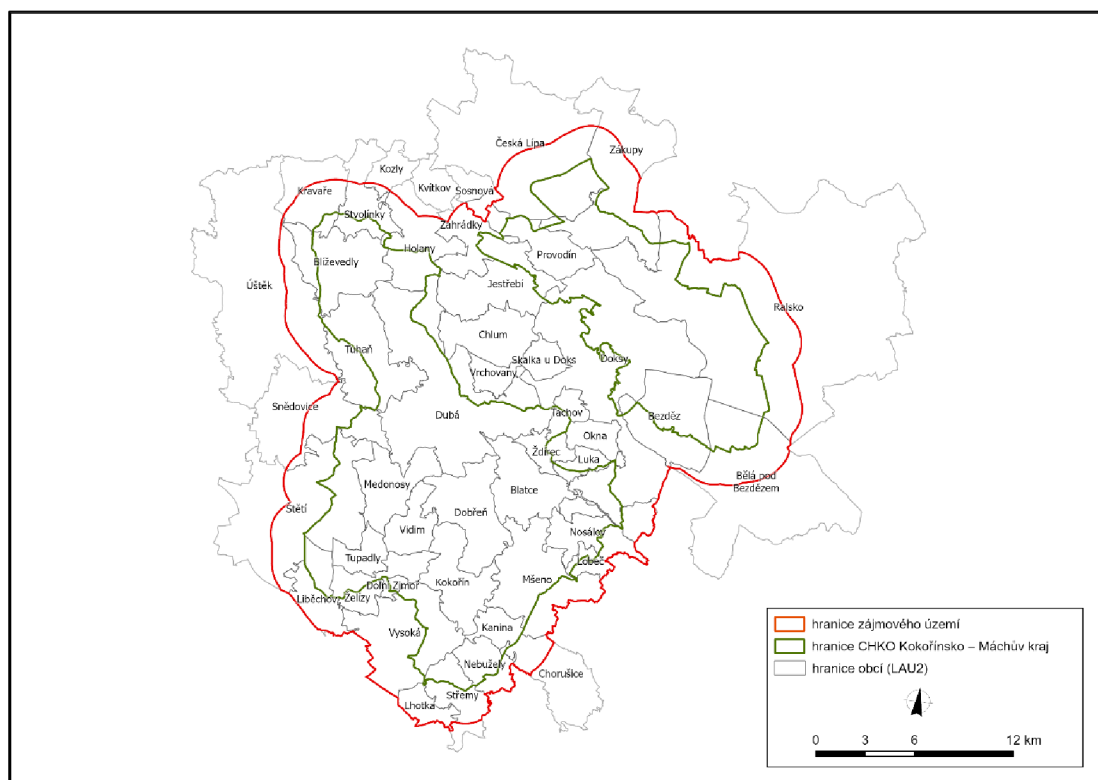 Česká Lípa
Zákupy
Kozly
Kvítkov
Sosnová
Kravaře
Stvolínky
Zahrádky
Holany
Provodín
Blíževedly
Úštěk
Jestřebí
Ralsko
Chlum
Tuhaň
Skalka u Doks
Doksy
Vrchovany
Snědovice
Dubá
Tachov
Bezděz
Okna
Ždírec
Luka
Bělá pod
Bezdězem
Medonosy
Blatce
Štětí
Dobřeň
Vidim
Nosálov
Tupadly
Lobeč
Dolní Zimoř
Kokořín
Mšeno
Liběchov
Želízy
Vysoká
Kanina
Nebužely
Chorušice
Střemy
Lhotka
hranice zájmového území
hranice CHKO Kokořínsko – Máchův kraj
hranice obcí (LAU2)
0 3 6 12 km